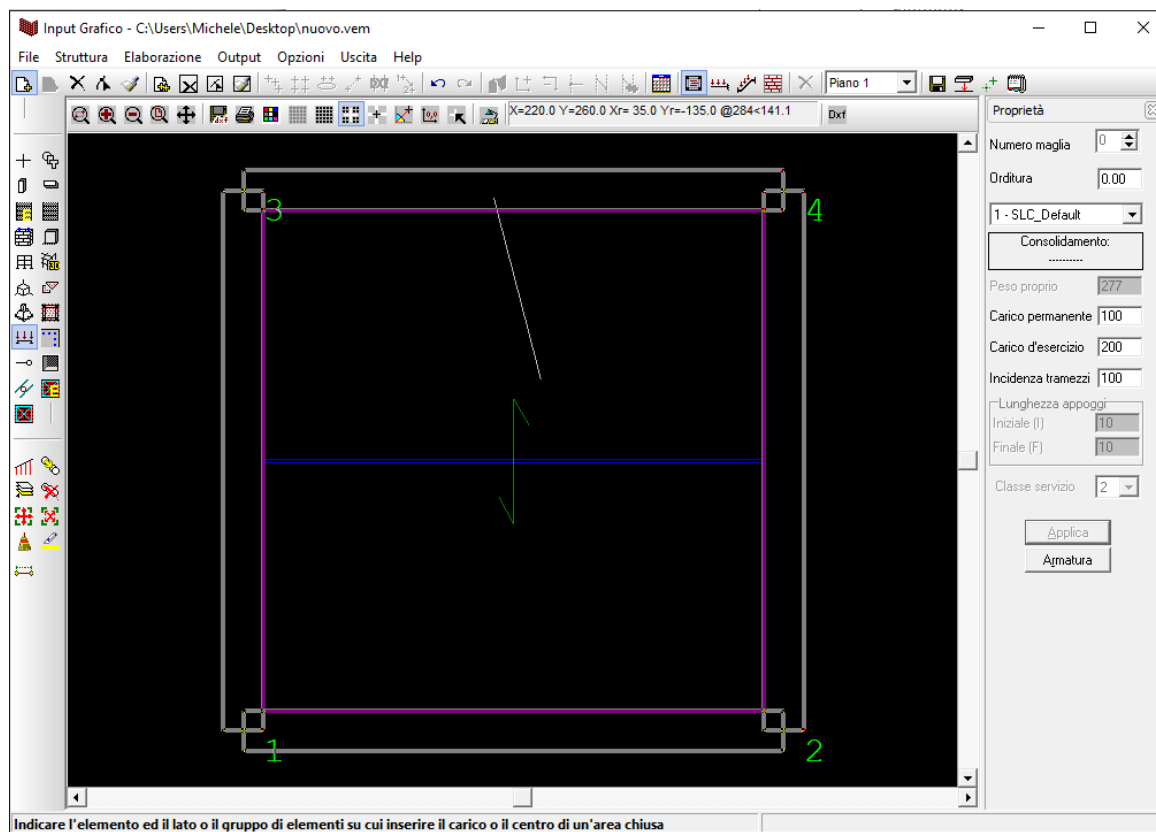 Input Grafico - C:\Users\Michele\Desktop\nuovo.vem
File Struttura Elaborazione Output Opzioni Uscita Help
Piano 1
X=220.0 Y=260.0 Xr= 35.0 Yr=-135.0 @284<141.1
Dxf
Proprietà
Numero maglia 0
Orditura 0.00
1 - SLC_Default
Consolidamento:
----------
Peso proprio 277
Carico permanente 100
Carico d'esercizio 200
Incidenza tramezzi 100
Lunghezza appoggi
Iniziale (I) 10
Finale (F) 10
Classe servizio 2
Applica
Armatura
3 4
1 2
Indicare l'elemento ed il lato o il gruppo di elementi su cui inserire il carico o il centro di un'area chiusa